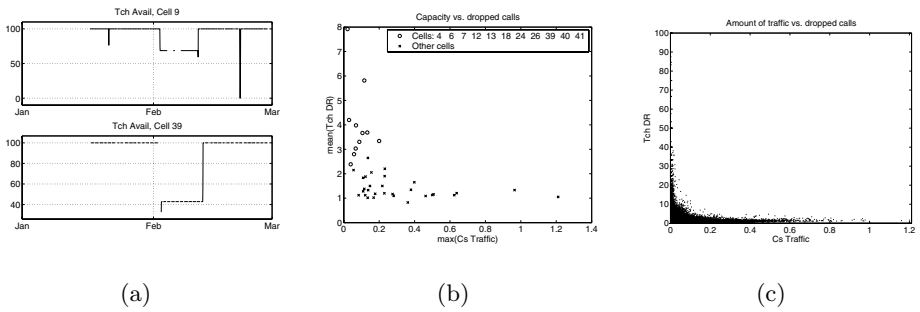 Tch Avail, Cell 9
100
50
0
Jan
Feb
Mar
Tch Avail, Cell 39
100
80
60
40
Jan
Feb
Mar
(a)
Capacity vs. dropped calls
Cells: 4 6 7 12 13 18 24 26 39 40 41
Other cells
mean(Tch DR)
8
7
6
5
4
3
2
1
0
0 0.2 0.4 0.6 0.8 1 1.2 1.4
max(Cs Traffic)
(b)
Amount of traffic vs. dropped calls
Tch DR
100
90
80
70
60
50
40
30
20
10
0
0 0.2 0.4 0.6 0.8 1 1.2
Cs Traffic
(c)